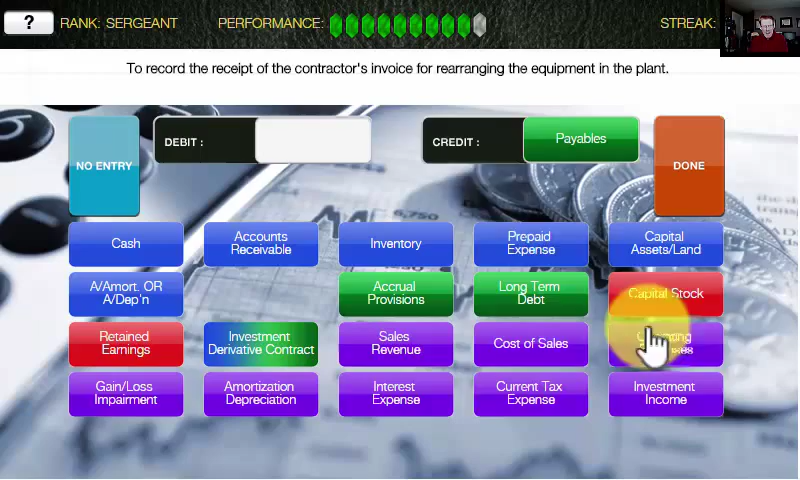 ? RANK: SERGEANT PERFORMANCE: STREAK:
To record the receipt of the contractor's invoice for rearranging the equipment in the plant.
NO ENTRY
DEBIT :
CREDIT :
Payables
DONE
Cash
Accounts
Receivable
Inventory
Prepaid
Expense
Capital
Assets/Land
A/Amort. OR
A/Dep'n
Accrual
Provisions
Long Term
Debt
Capital Stock
Retained
Earnings
Investment
Derivative Contract
Sales
Revenue
Cost of Sales
Gain/Loss
Impairment
Amortization
Depreciation
Interest
Expense
Current Tax
Expense
Investment
Income